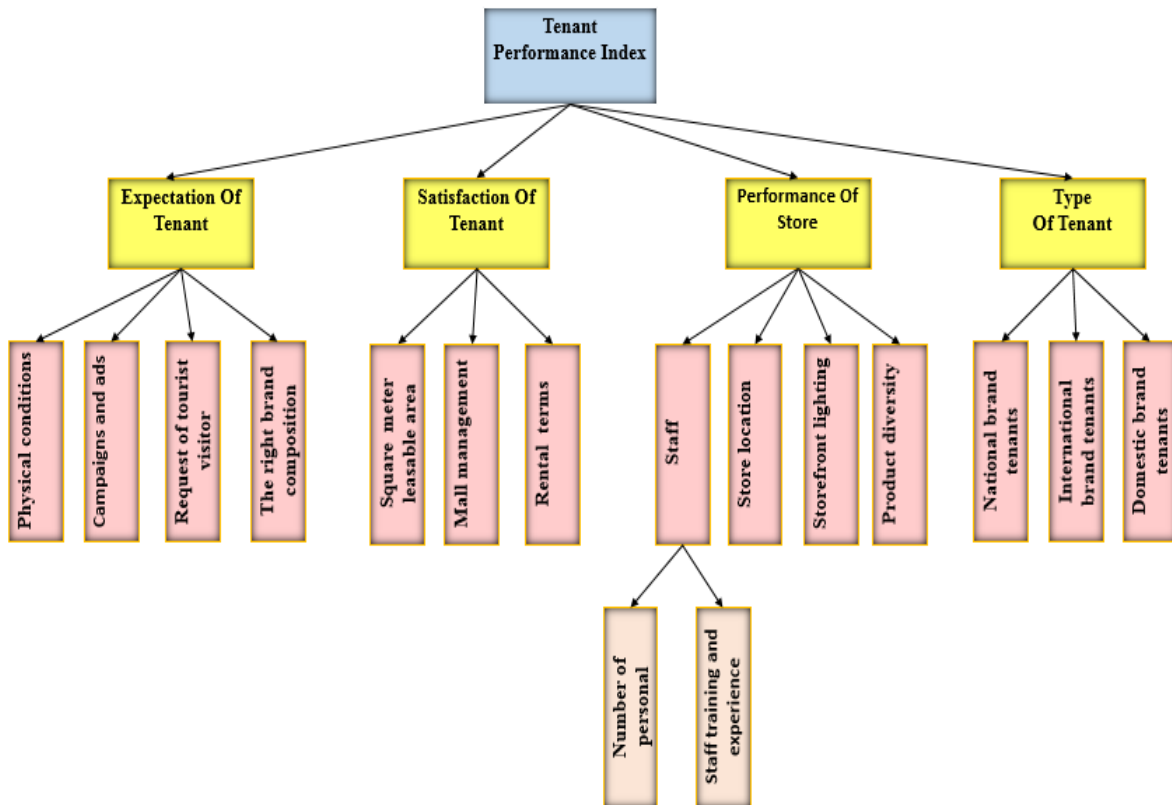 Tenant
Performance Index
Expectation Of
Tenant
Satisfaction Of
Tenant
Performance Of
Store
Type
Of Tenant
Physical conditions
Campaigns and ads
Request of tourist
visitor
The right brand
composition
Square meter
leasable area
Mall management
Rental terms
Staff
Store location
Storefront lighting
Product diversity
National brand
tenants
International
brand tenants
Domestic brand
tenants
Number of
personal
Staff training and
experience